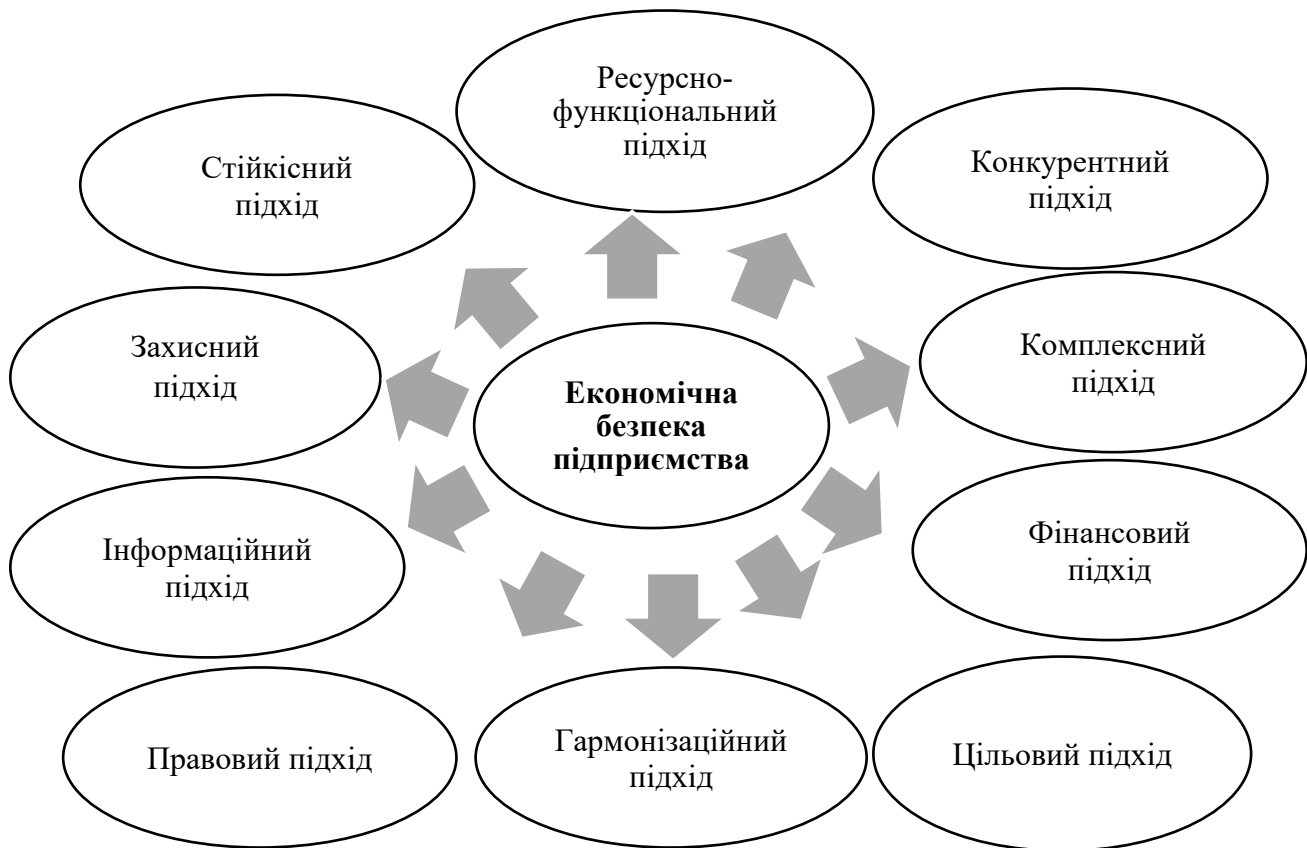 Ресурсно-
функціональний
підхід
Стійкісний
підхід
Конкурентний
підхід
Захисний
підхід
Комплексний
підхід
Економічна
безпека
підприємства
Інформаційний
підхід
Фінансовий
підхід
Правовий підхід
Гармонізаційний
підхід
Цільовий підхід